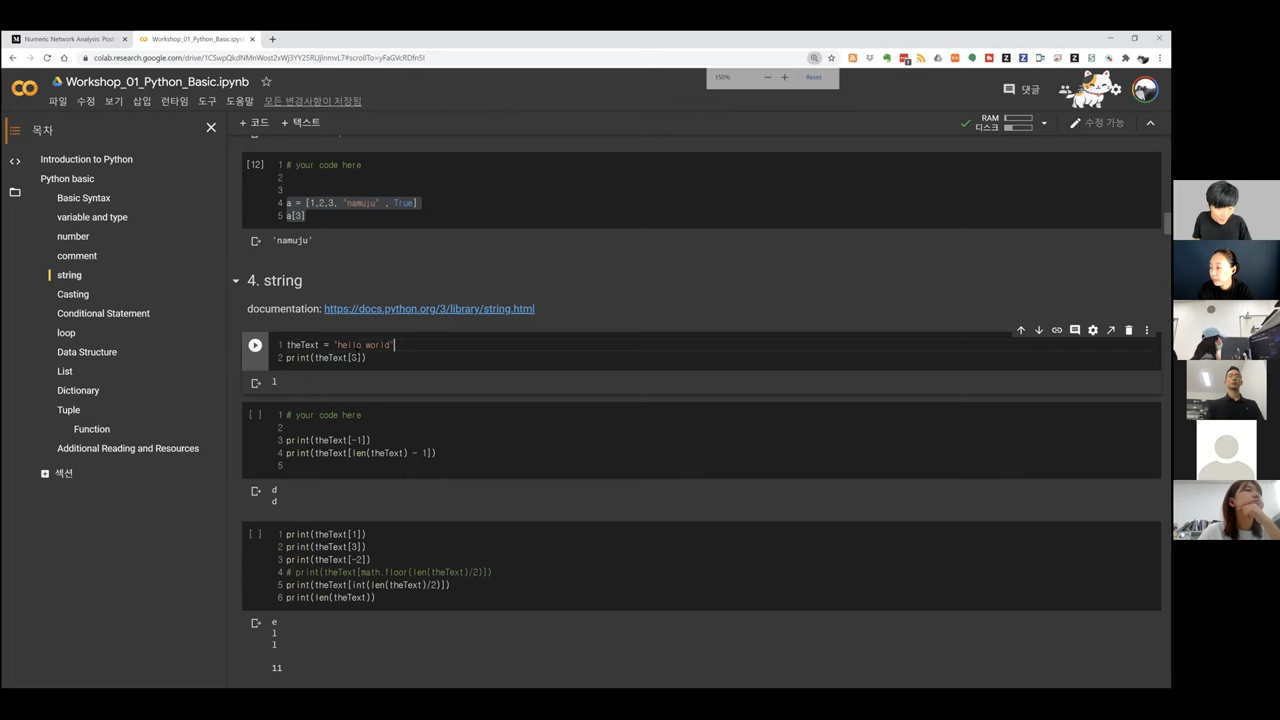 Numeric Network Analysis: Post
Workshop_01_Python_Basic.ipynb
colab.research.google.com/drive/1CSwpQkdNMnWost2xWj3YY25RUjlnmvL7#scrollTo=yFaGVcRDfn5I
150%
Reset
Workshop_01_Python_Basic.ipynb
파일 수정 보기 삽입 런타임 도구 도움말 모든 변경사항이 저장됨
댓글
목차
+ 코드 + 텍스트
RAM
디스크
수정 가능
Introduction to Python
Python basic
Basic Syntax
variable and type
number
comment
string
Casting
Conditional Statement
loop
Data Structure
List
Dictionary
Tuple
Function
Additional Reading and Resources
섹션
[12]
1 # your code here
2
3
4 a = [1,2,3, "namuju" , True]
5 a[3]
'namuju'
4. string
documentation: https://docs.python.org/3/library/string.html
1 theText = "hello world"
2 print(theText[3])
l
[ ]
1 # your code here
2
3 print(theText[-1])
4 print(theText[len(theText) - 1])
5
d
d
[ ]
1 print(theText[1])
2 print(theText[3])
3 print(theText[-2])
4 # print(theText[math.floor(len(theText)/2)])
5 print(theText[int(len(theText)/2)])
6 print(len(theText))
e
l
l
11